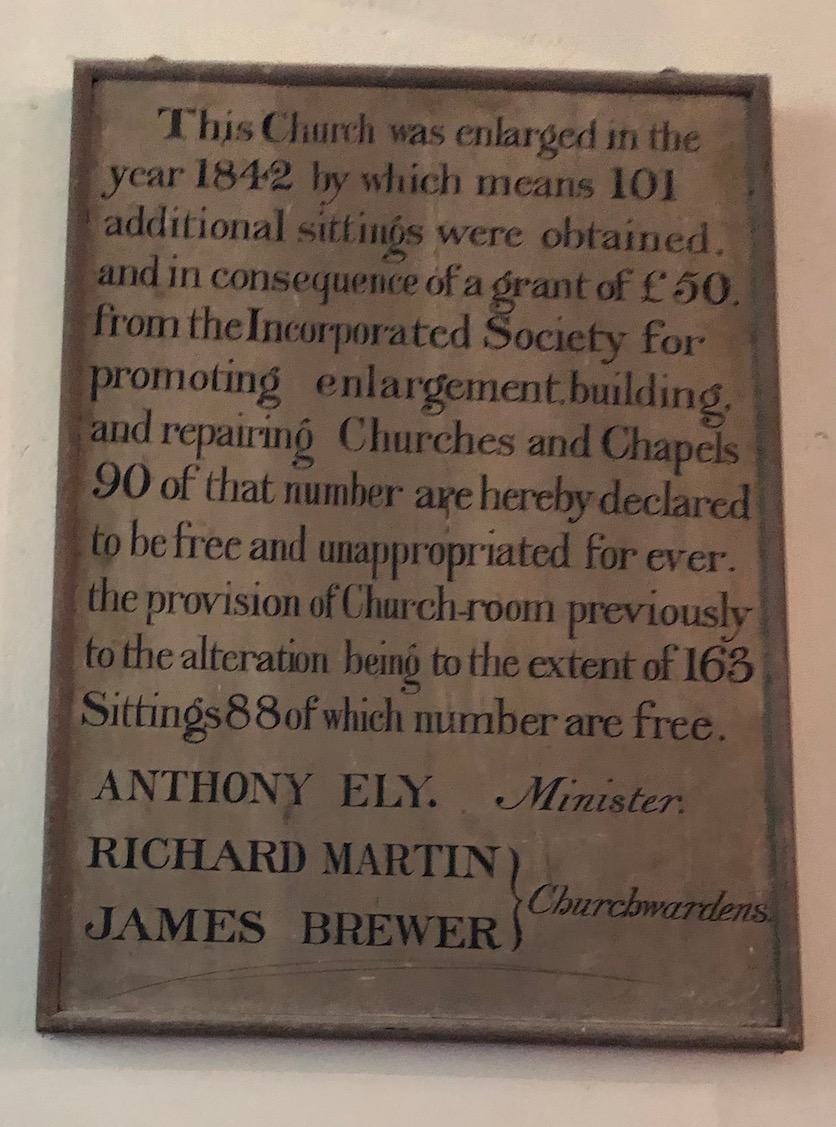 This Church was enlarged in the
year 1842 by which means 101
additional sittings were obtained.
and in consequence of a grant of £50.
from the Incorporated Society for
promoting enlargement, building,
and repairing Churches and Chapels
90 of that number are hereby declared
to be free and unappropriated for ever.
the provision of Church-room previously
to the alteration being to the extent of 163
Sittings 88 of which number are free.
ANTHONY ELY. Minister.
RICHARD MARTIN }
JAMES BREWER } Churchwardens.